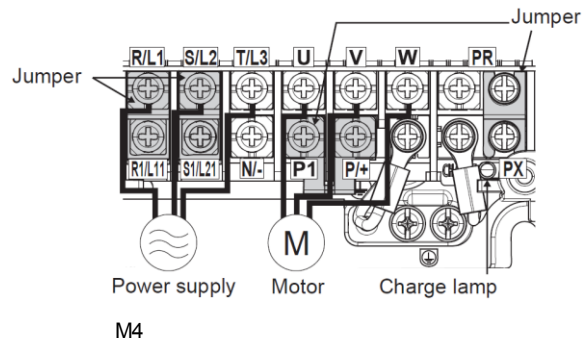 Jumper
R/L1 S/L2 T/L3 U V W PR
Jumper
R1/L11 S1/L21 N/- P1 P/+ PX
M
Power supply Motor Charge lamp
M4